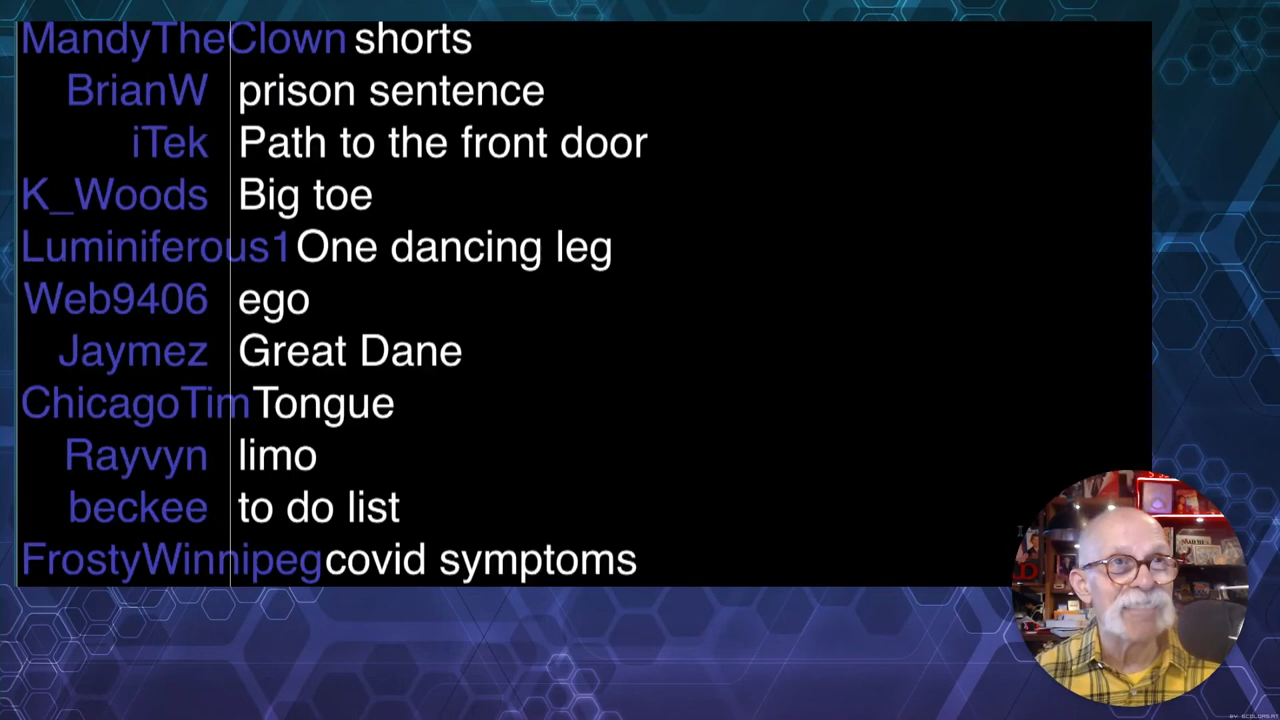 MandyTheClown shorts
BrianW prison sentence
iTek Path to the front door
K_Woods Big toe
Luminiferous1 One dancing leg
Web9406 ego
Jaymez Great Dane
ChicagoTim Tongue
Rayvyn limo
beckee to do list
FrostyWinnipeg covid symptoms